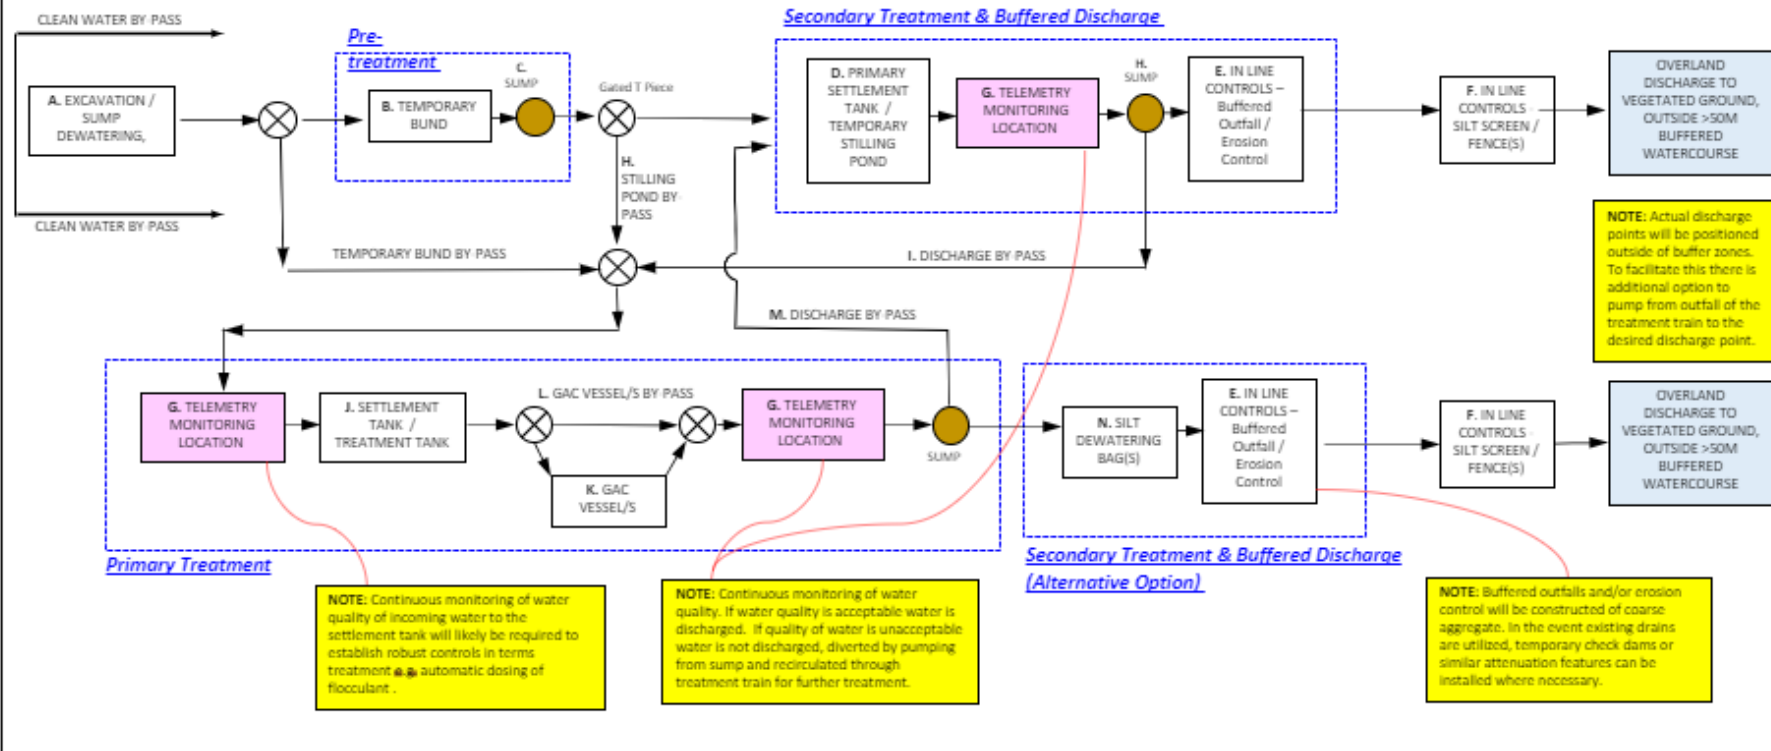 CLEAN WATER BY-PASS
A. EXCAVATION /
SUMP
DEWATERING,
CLEAN WATER BY-PASS
Pre-
treatment
B. TEMPORARY
BUND
C.
SUMP
Gated T Piece
H.
STILLING
POND BY-
PASS
TEMPORARY BUND BY-PASS
Secondary Treatment & Buffered Discharge
D. PRIMARY
SETTLEMENT
TANK /
TEMPORARY
STILLING
POND
G. TELEMETRY
MONITORING
LOCATION
H.
SUMP
E. IN LINE
CONTROLS –
Buffered
Outfall /
Erosion
Control
F. IN LINE
CONTROLS -
SILT SCREEN /
FENCE(S)
OVERLAND
DISCHARGE TO
VEGETATED GROUND,
OUTSIDE >50M
BUFFERED
WATERCOURSE
I. DISCHARGE BY-PASS
M. DISCHARGE BY-PASS
NOTE: Actual discharge
points will be positioned
outside of buffer zones.
To facilitate this there is
additional option to
pump from outfall of the
treatment train to the
desired discharge point.
G. TELEMETRY
MONITORING
LOCATION
J. SETTLEMENT
TANK /
TREATMENT TANK
L. GAC VESSEL/S BY-PASS
K. GAC
VESSEL/S
G. TELEMETRY
MONITORING
LOCATION
SUMP
Primary Treatment
N. SILT
DEWATERING
BAG(S)
E. IN LINE
CONTROLS –
Buffered
Outfall /
Erosion
Control
F. IN LINE
CONTROLS -
SILT SCREEN /
FENCE(S)
OVERLAND
DISCHARGE TO
VEGETATED GROUND,
OUTSIDE >50M
BUFFERED
WATERCOURSE
Secondary Treatment & Buffered Discharge
(Alternative Option)
NOTE: Continuous monitoring of water
quality of incoming water to the
settlement tank will likely be required to
establish robust controls in terms
treatment e.g. automatic dosing of
flocculant .
NOTE: Continuous monitoring of water
quality. If water quality is acceptable water is
discharged. If quality of water is unacceptable
water is not discharged, diverted by pumping
from sump and recirculated through
treatment train for further treatment.
NOTE: Buffered outfalls and/or erosion
control will be constructed of coarse
aggregate. In the event existing drains
are utilized, temporary check dams or
similar attenuation features can be
installed where necessary.